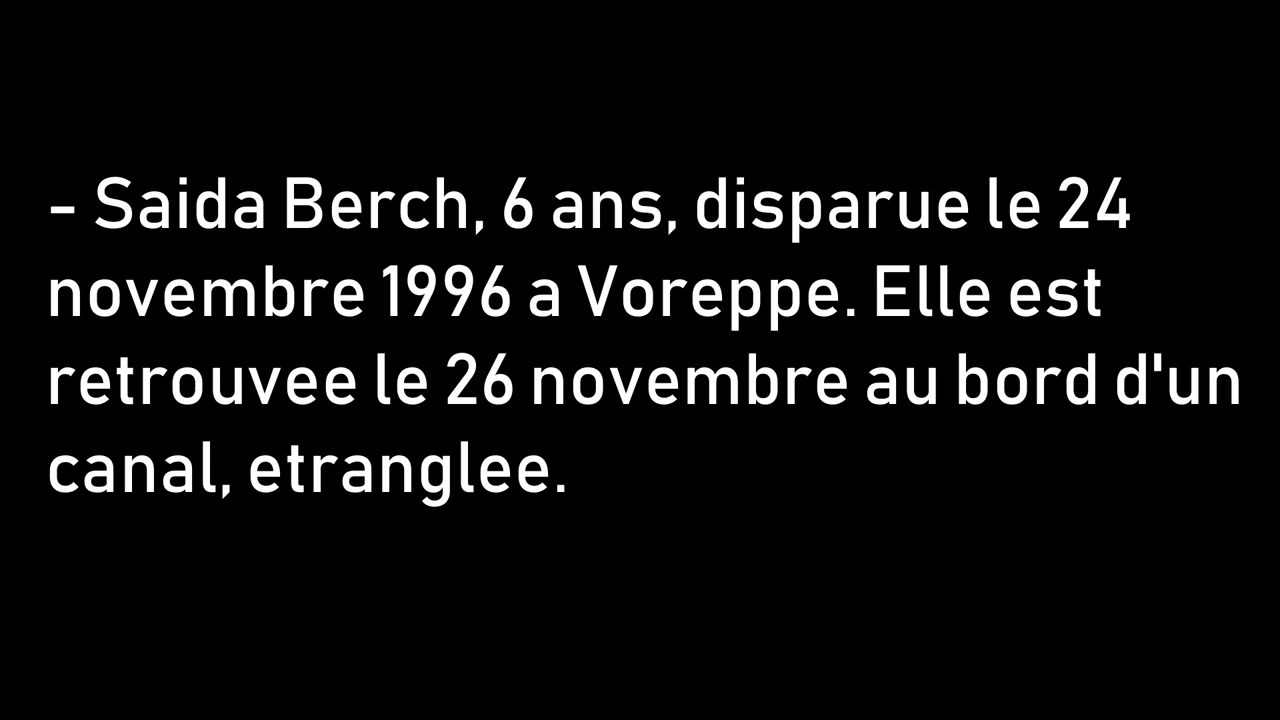 - Saida Berch, 6 ans, disparue le 24
novembre 1996 a Voreppe. Elle est
retrouvee le 26 novembre au bord d'un
canal, etranglee.